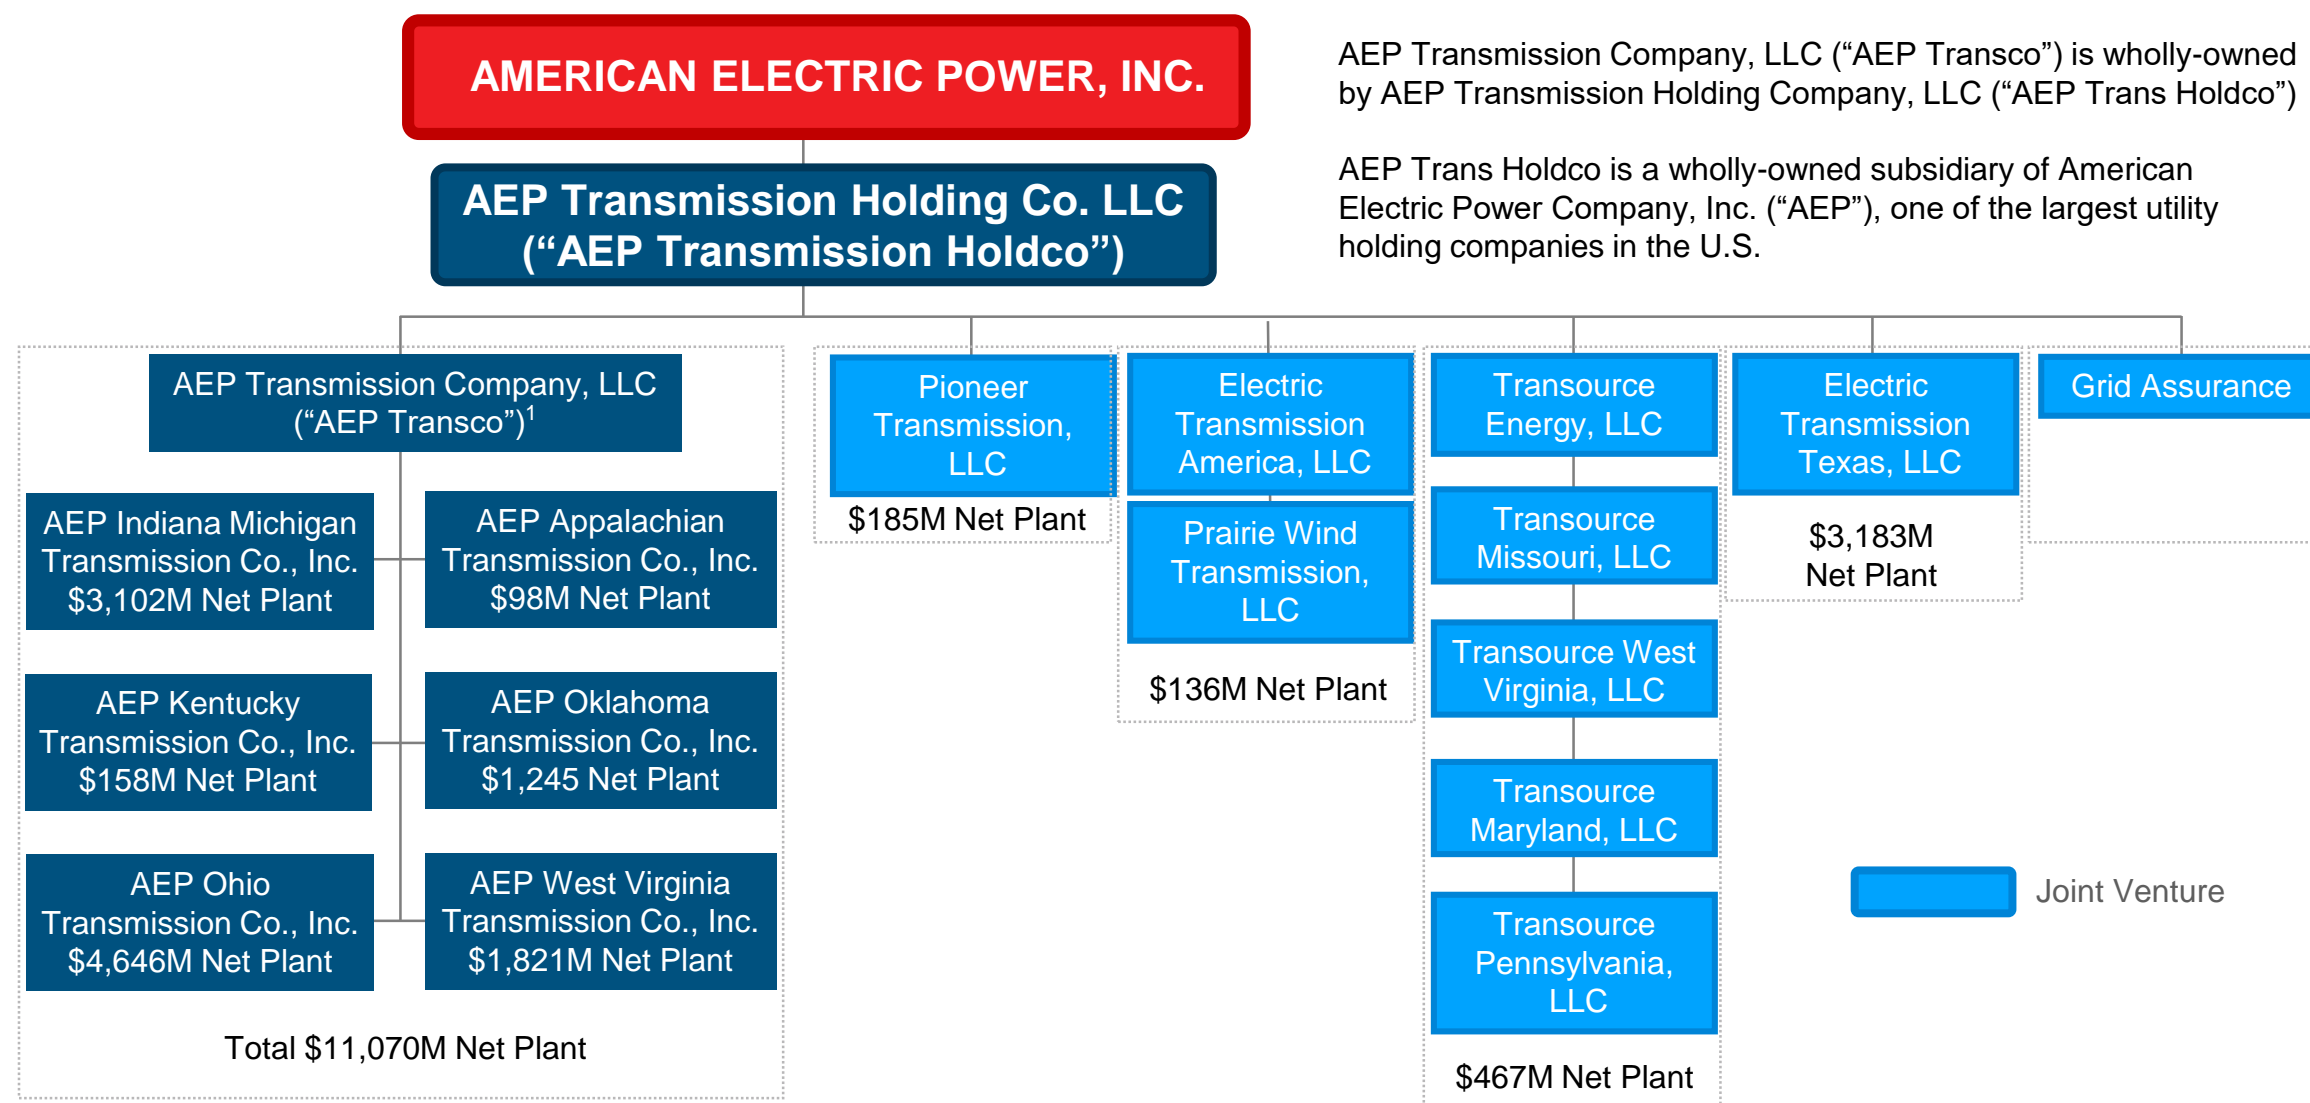 AMERICAN ELECTRIC POWER, INC.
AEP Transmission Holding Co. LLC
(“AEP Transmission Holdco”)
AEP Transmission Company, LLC (“AEP Transco”) is wholly-owned
by AEP Transmission Holding Company, LLC (“AEP Trans Holdco”)
AEP Trans Holdco is a wholly-owned subsidiary of American
Electric Power Company, Inc. (“AEP”), one of the largest utility
holding companies in the U.S.
AEP Transmission Company, LLC
(“AEP Transco”)1
AEP Indiana Michigan
Transmission Co., Inc.
$3,102M Net Plant
AEP Appalachian
Transmission Co., Inc.
$98M Net Plant
AEP Kentucky
Transmission Co., Inc.
$158M Net Plant
AEP Oklahoma
Transmission Co., Inc.
$1,245 Net Plant
AEP Ohio
Transmission Co., Inc.
$4,646M Net Plant
AEP West Virginia
Transmission Co., Inc.
$1,821M Net Plant
Total $11,070M Net Plant
Pioneer
Transmission,
LLC
$185M Net Plant
Electric
Transmission
America, LLC
Prairie Wind
Transmission,
LLC
$136M Net Plant
Transource
Energy, LLC
Transource
Missouri, LLC
Transource West
Virginia, LLC
Transource
Maryland, LLC
Transource
Pennsylvania,
LLC
$467M Net Plant
Electric
Transmission
Texas, LLC
$3,183M
Net Plant
Grid Assurance
Joint Venture